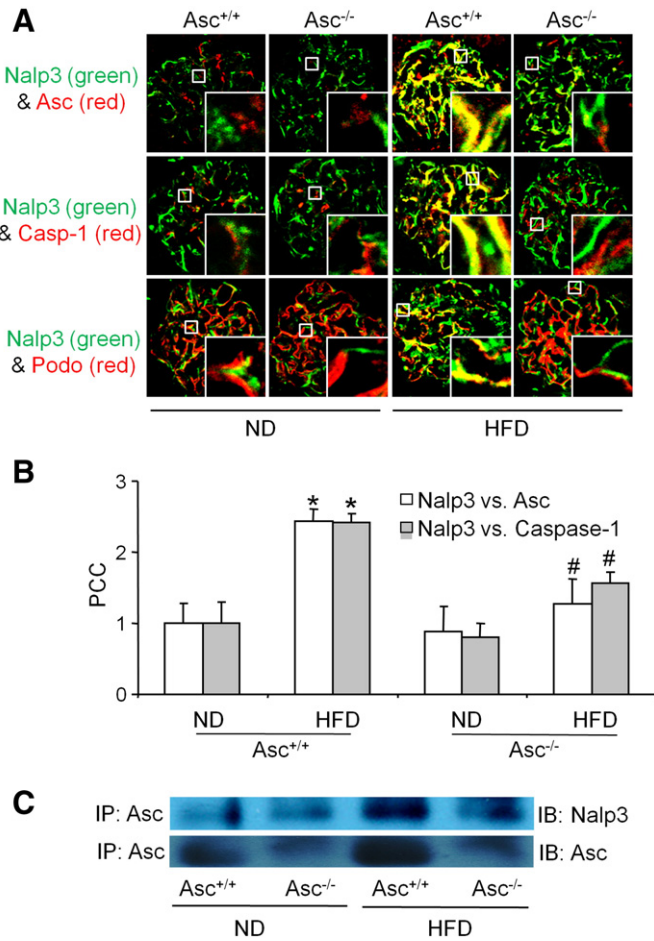 A
Asc+/+ Asc-/- Asc+/+ Asc-/-
Nalp3 (green)
& Asc (red)
Nalp3 (green)
& Casp-1 (red)
Nalp3 (green)
& Podo (red)
ND HFD
B
3
2
1
0
PCC
* *
# #
Nalp3 vs. Asc
Nalp3 vs. Caspase-1
ND HFD ND HFD
Asc+/+ Asc-/-
C
IP: Asc IB: Nalp3
IP: Asc IB: Asc
Asc+/+ Asc-/- Asc+/+ Asc-/-
ND HFD